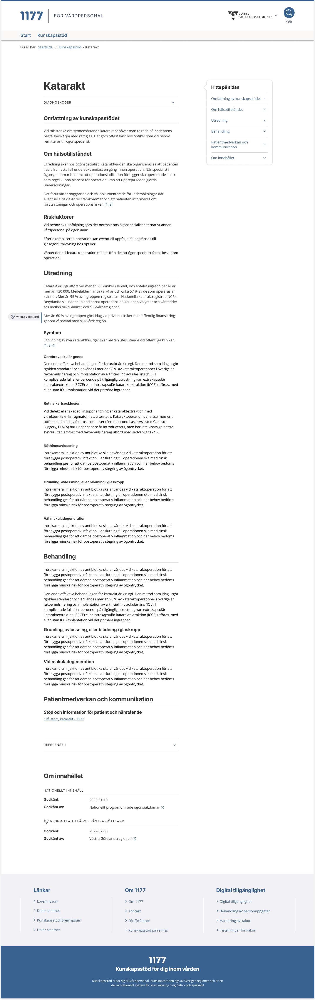 1177 FÖR VÅRDPERSONAL
VÄSTRA
GÖTALANDSREGIONEN
Sök
Start Kunskapsstöd
Du är här: Startsida / Kunskapsstöd / Katarakt
Katarakt
DIAGNOSKODER
Omfattning av kunskapsstödet
Vid misstanke om synnedsättande katarakt behöver man ta reda på patientens
bästa synskärpa med rätt glas. Det görs oftast bäst hos optiker som vid behov
remitterar till ögonspecialist.
Om hälsotillståndet
Utredning sker hos ögonspecialist. Kataraktvården ska organiseras så att patienten
i de allra flesta fall undersöks endast en gång innan operation. När specialist i
ögonsjukdomar bedömt att operationsindikation föreligger ska opererande klinik
som regel kunna planera för operation utan att upprepa redan gjorda
undersökningar.
Det förutsätter noggranna och väl dokumenterade förundersökningar där
eventuella riskfaktorer framkommer och att patienten informeras om
förutsättningar och operationsrisker. [1, 2]
Riskfaktorer
Vid behov av uppföljning görs det normalt hos ögonspecialist alternativt annan
vårdpersonal på ögonklinik.
Efter okomplicerad operation kan eventuell uppföljning begränsas till
glasögonutprovning hos optiker.
Väntetiden till kataraktoperation räknas från det att ögonspecialist fattat beslut om
operation.
Utredning
Kataraktkirurgi utförs vid mer än 90 kliniker i landet, och antalet ingrepp per år är
mer än 130 000. Medelåldern är cirka 74 år och cirka 57 % av de som opereras är
kvinnor. Mer än 95 % av ingreppen registreras i Nationella kataraktregistret (NCR).
Betydande skillnader i bland annat operationsindikationer, volymer och väntetider
ses mellan olika kliniker och sjukvårdsregioner.
Västra Götaland
Mer än 60 % av ingreppen görs idag vid privata kliniker med offentlig finansiering
genom vårdavtal med sjukvårdsregion.
Symtom
Utbildning av nya kataraktkirurger sker nästan uteslutande vid offentliga kliniker.
[1, 3, 4]
Cerebrovaskulär genes
Den enda effektiva behandlingen för katarakt är kirurgi. Den metod som idag utgör
”golden standard” och används i mer än 98 % av kataraktoperationer i Sverige är
fakoemulsifiering och implantation av artificiell intraokulär lins (IOL). I
komplicerade fall eller beroende på tillgänglig utrustning kan extrakapsulär
kataraktextraktion (ECCE) eller intrakapsulär kataraktextraktion (ICCE) utföras, med
eller utan IOL-implantation vid det primära ingreppet.
Retinalkärlsocklusion
Vid defekt eller skadad linsupphängning är kataraktextraktion med
vitrektomiteknik/fragmatom ett alternativ. Kataraktoperation där vissa moment
utförs med stöd av femtosecondlaser (Femtosecond Laser Assisted Cataract
Surgery, FLACS) har under senare år introducerats, men har inte visats ge bättre
synresultat jämfört med fakoemulsifiering utförd med sedvanlig teknik.
Näthinneavlossning
Intrakameral injektion av antibiotika ska användas vid kataraktoperation för att
förebygga postoperativ infektion. I anslutning till operationen ska medicinsk
behandling ges för att dämpa postoperativ inflammation och när behov bedöms
föreligga minska risk för postoperativ stegring av ögontrycket.
Grumling, avlossning, eller blödning i glaskropp
Intrakameral injektion av antibiotika ska användas vid kataraktoperation för att
förebygga postoperativ infektion. I anslutning till operationen ska medicinsk
behandling ges för att dämpa postoperativ inflammation och när behov bedöms
föreligga minska risk för postoperativ stegring av ögontrycket.
Våt makuladegeneration
Intrakameral injektion av antibiotika ska användas vid kataraktoperation för att
förebygga postoperativ infektion. I anslutning till operationen ska medicinsk
behandling ges för att dämpa postoperativ inflammation och när behov bedöms
föreligga minska risk för postoperativ stegring av ögontrycket.
Behandling
Intrakameral injektion av antibiotika ska användas vid kataraktoperation för att
förebygga postoperativ infektion. I anslutning till operationen ska medicinsk
behandling ges för att dämpa postoperativ inflammation och när behov bedöms
föreligga minska risk för postoperativ stegring av ögontrycket.
Den enda effektiva behandlingen för katarakt är kirurgi. Den metod som idag utgör
”golden standard” och används i mer än 98 % av kataraktoperationer i Sverige är
fakoemulsifiering och implantation av artificiell intraokulär lins (IOL). I
komplicerade fall eller beroende på tillgänglig utrustning kan extrakapsulär
kataraktextraktion (ECCE) eller intrakapsulär kataraktextraktion (ICCE) utföras, med
eller utan IOL-implantation vid det primära ingreppet.
Grumling, avlossning, eller blödning i glaskropp
Intrakameral injektion av antibiotika ska användas vid kataraktoperation för att
förebygga postoperativ infektion. I anslutning till operationen ska medicinsk
behandling ges för att dämpa postoperativ inflammation och när behov bedöms
föreligga minska risk för postoperativ stegring av ögontrycket.
Våt makuladegeneration
Intrakameral injektion av antibiotika ska användas vid kataraktoperation för att
förebygga postoperativ infektion. I anslutning till operationen ska medicinsk
behandling ges för att dämpa postoperativ inflammation och när behov bedöms
föreligga minska risk för postoperativ stegring av ögontrycket.
Patientmedverkan och kommunikation
Stöd och information för patient och närstående
Grå starr, katarakt - 1177
REFERENSER
Om innehållet
NATIONELLT INNEHÅLL
Godkänt: 2022-01-10
Godkänt av: Nationellt programområde ögonsjukdomar
REGIONALA TILLÄGG - VÄSTRA GÖTALAND
Godkänt: 2022-02-06
Godkänt av: Västra Götalandsregionen
Hitta på sidan
Omfattning av kunskapsstödet
Om hälsotillståndet
Utredning
Behandling
Patientmedverkan och
kommunikation
Om innehållet
Länkar
Lorem ipsum
Dolor sit amet
Kunskapsstöd lorem ipsum
Dolor sit amet
Om 1177
Om 1177
Kontakt
För författare
Kunskapsstöd på remiss
Digital tillgänglighet
Digital tillgänglighet
Behandling av personuppgifter
Hantering av kakor
Inställningar för kakor
1177
Kunskapsstöd för dig inom vården
Kunskapsstöd riktar sig till vårdpersonal. Kunskapsstöden ägs av Sveriges regioner och är en
del av Nationellt system för kunskapsstyrning hälso- och sjukvård